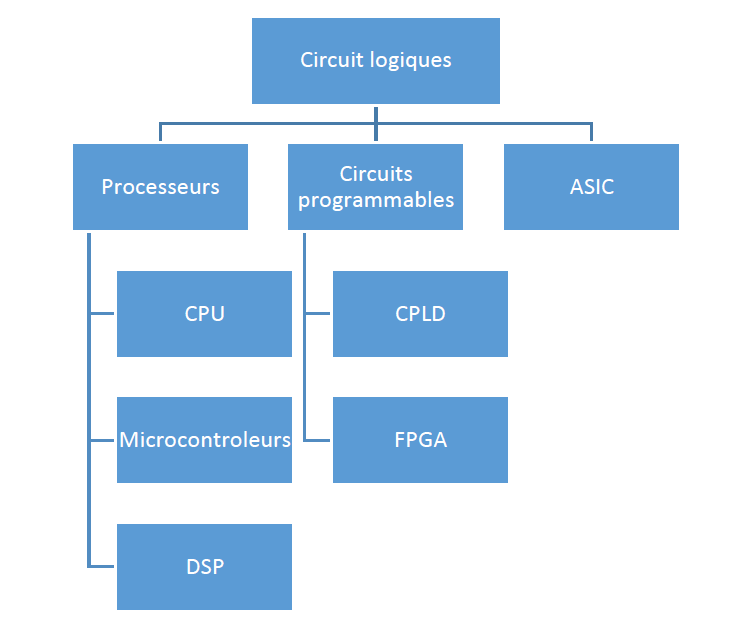 Circuit logiques
Processeurs
Circuits
programmables
ASIC
CPU
CPLD
Microcontroleurs
FPGA
DSP